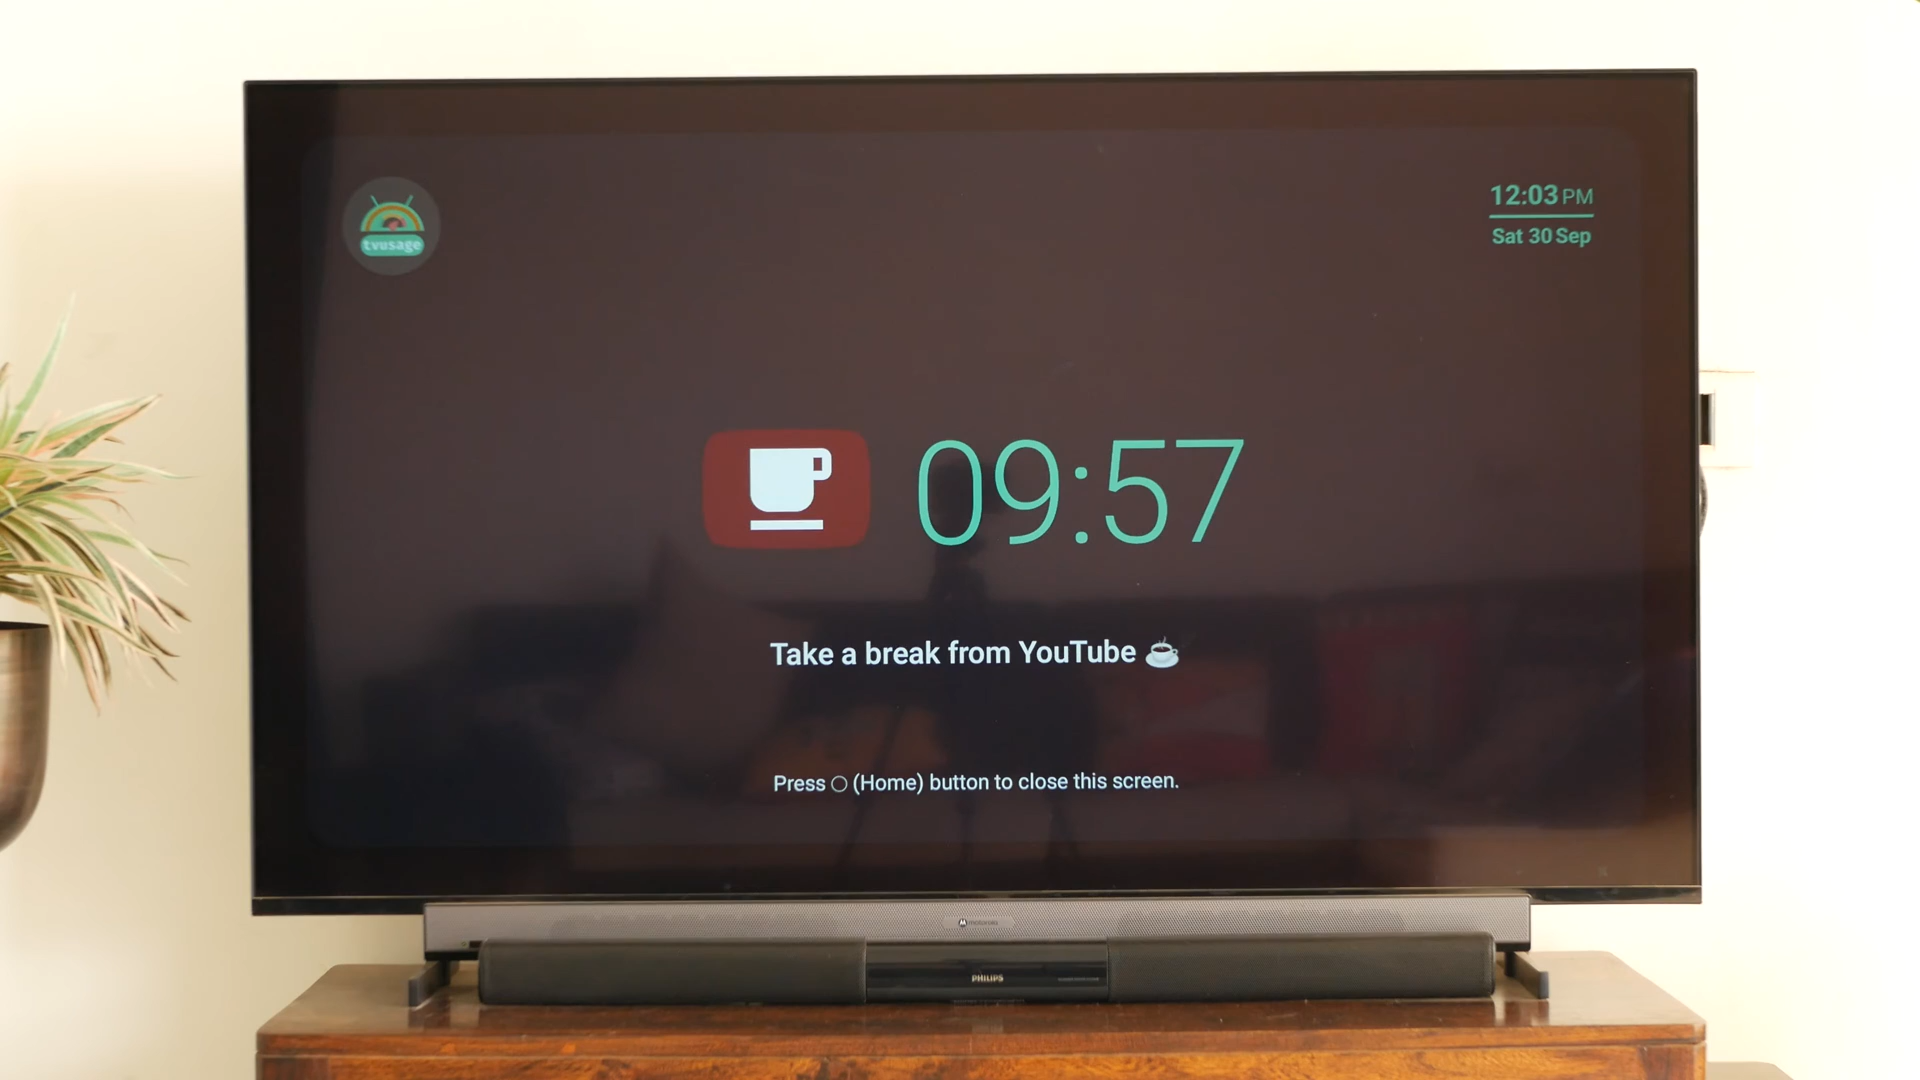 tvusage
12:03 PM
Sat 30 Sep
09:57
Take a break from YouTube ☕
Press ○ (Home) button to close this screen.
PHILIPS